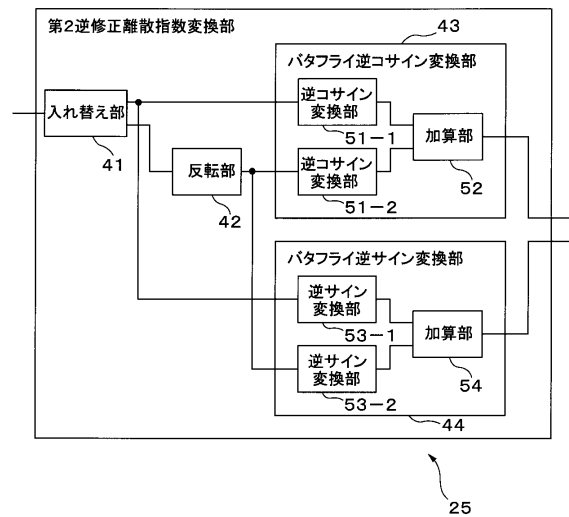 第2逆修正離散指数変換部
43
バタフライ逆コサイン変換部
入れ替え部
41
逆コサイン
変換部
51-1
加算部
52
反転部
42
逆コサイン
変換部
51-2
バタフライ逆サイン変換部
逆サイン
変換部
53-1
加算部
54
逆サイン
変換部
53-2
44
25